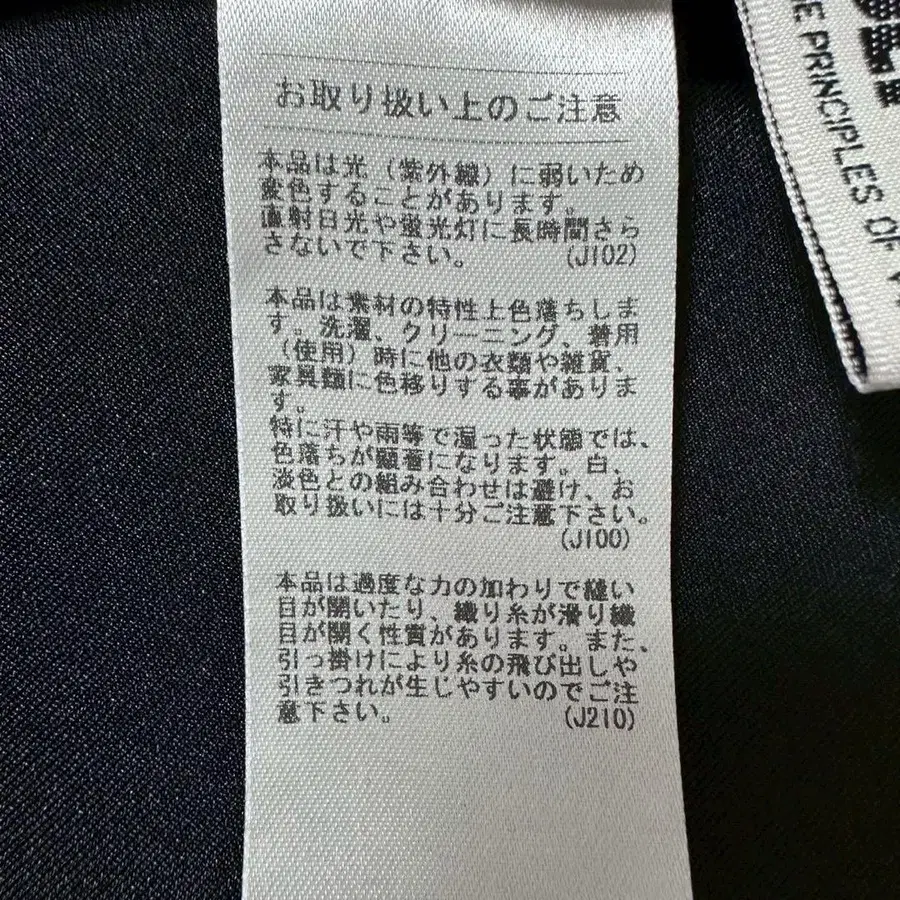 お取り扱い上のご注意
本品は光（紫外線）に弱いため
変色することがあります。
直射日光や蛍光灯に長時間さら
さないで下さい。 (J102)
本品は素材の特性上色落ちしま
す。洗濯、クリーニング、着用
（使用）時に他の衣類や雑貨、
家具類に色移りする事がありま
す。
特に汗や雨等で湿った状態では、
色落ちが顕著になります。白、
淡色との組み合わせは避け、お
取り扱いには十分ご注意下さい。
(J100)
本品は過度な力の加わりで縫い
目が開いたり、織り糸が滑り織
目が開く性質があります。また、
引っ掛けにより糸の飛び出しや
引きつれが生じやすいのでご注
意下さい。 (J210)
PRINCIPLES OF